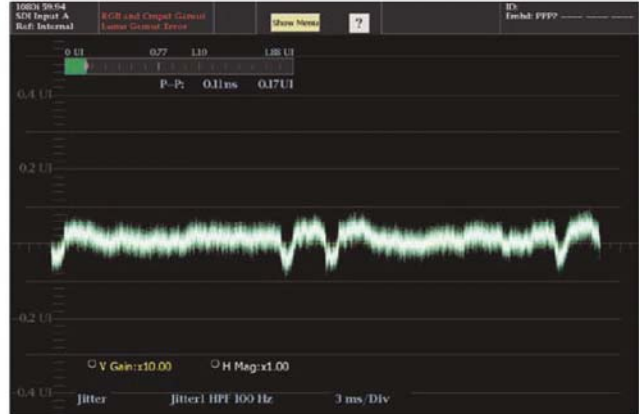 1080i 59.94
SDI Input A
Ref: Internal
RGB and Cmpst Gamut
Luma Gamut Error
Show Menu
?
ID:
Embd: PPP? ---- ---- ----
0 UI 0.77 1.10 1.88 UI
P-P: 0.11ns 0.17UI
0.4 UI
0.2 UI
-0.2 UI
V Gain:x10.00 H Mag:x1.00
-0.4 UI
Jitter Jitter1 HPF 100 Hz 3 ms/Div